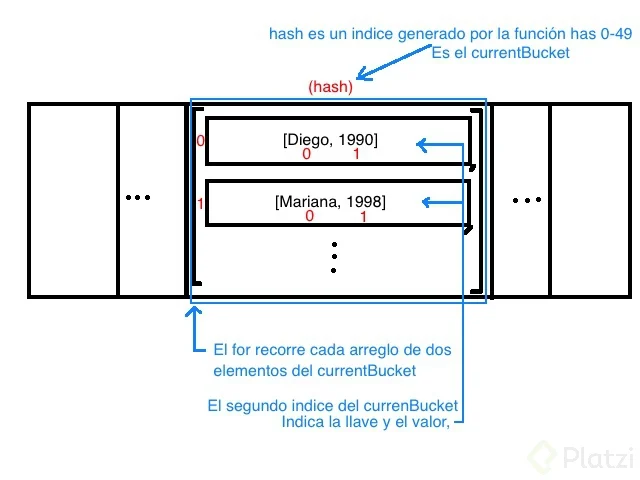 hash es un indice generado por la función has 0-49
Es el currentBucket
(hash)
0
[Diego, 1990]
0 1
1
[Mariana, 1998]
0 1
El for recorre cada arreglo de dos
elementos del currentBucket
El segundo indice del currenBucket
Indica la llave y el valor,
Platzi